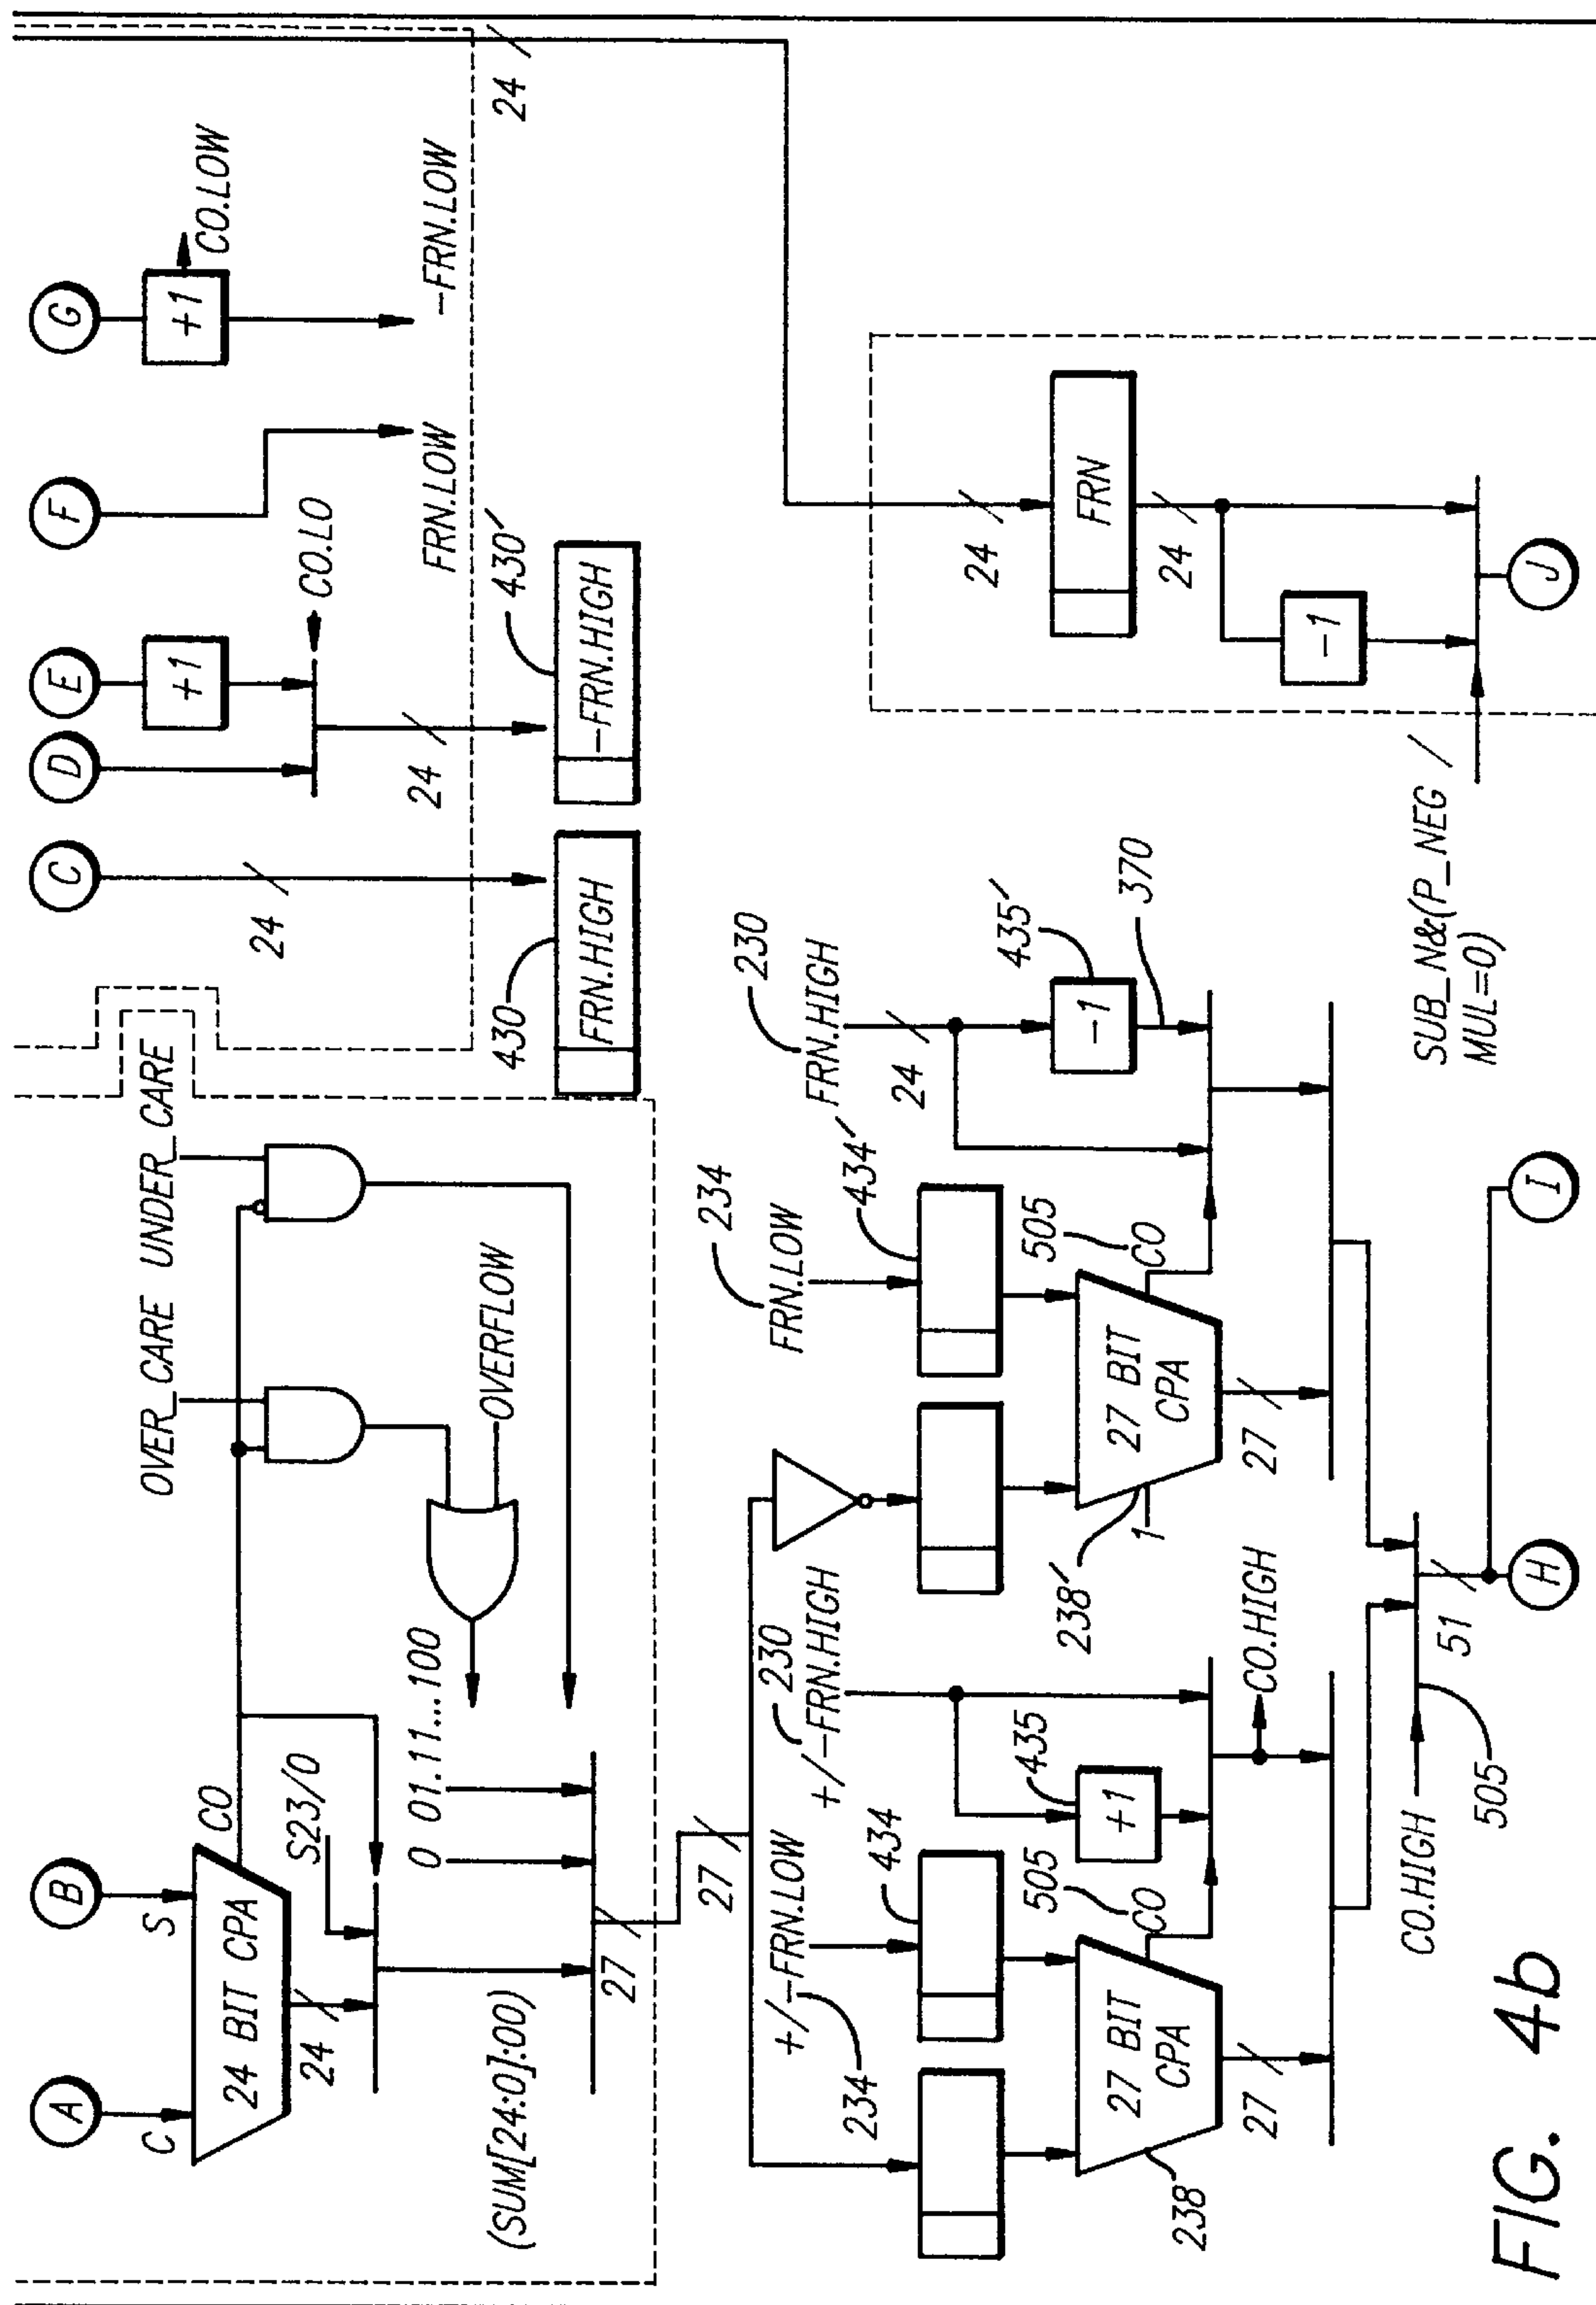 A
C
B
S
24 BIT CPA
CO
24
S23/0
(SUM[24:0]:00)
0
01.11...100
27
OVER_CARE
UNDER_CARE
OVERFLOW
C
24
D
E
+1
CO.LO
24
F
FRN.LOW
G
+1
CO.LOW
-FRN.LOW
24
430
FRN.HIGH
430'
-FRN.HIGH
27
234
+/-FRN.LOW
434
230
+/-FRN.HIGH
435
+1
238
27 BIT
CPA
505
CO
27
CO.HIGH
234
FRN.LOW
434'
230
FRN.HIGH
24
435'
-1
370
238'
1
27 BIT
CPA
505
CO
27
CO.HIGH
505
51
H
I
24
FRN
24
-1
SUB_N&(P_NEG /
MUL==0)
J
FIG. 4b